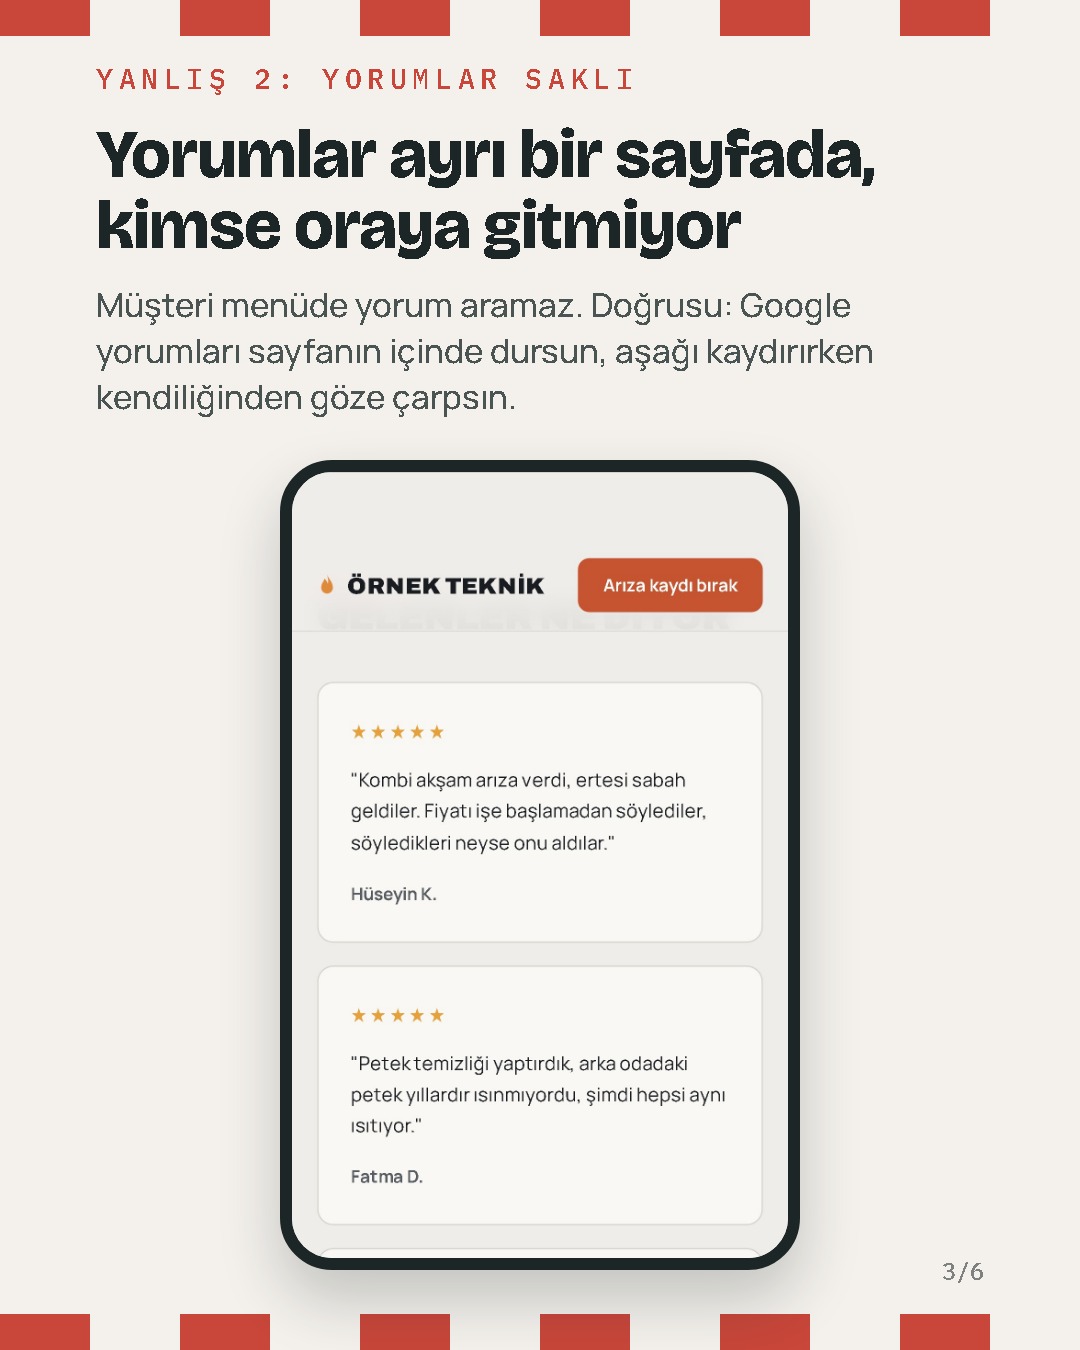 YANLIŞ 2: YORUMLAR SAKLI
Yorumlar ayrı bir sayfada,
kimse oraya gitmiyor
Müşteri menüde yorum aramaz. Doğrusu: Google
yorumları sayfanın içinde dursun, aşağı kaydırırken
kendiliğinden göze çarpsın.
ÖRNEK TEKNİK
Arıza kaydı bırak
★★★★★
"Kombi akşam arıza verdi, ertesi sabah
geldiler. Fiyatı işe başlamadan söylediler,
söyledikleri neyse onu aldılar."
Hüseyin K.
★★★★★
"Petek temizliği yaptırdık, arka odadaki
petek yıllardır ısınmıyordu, şimdi hepsi aynı
ısıtıyor."
Fatma D.
3/6